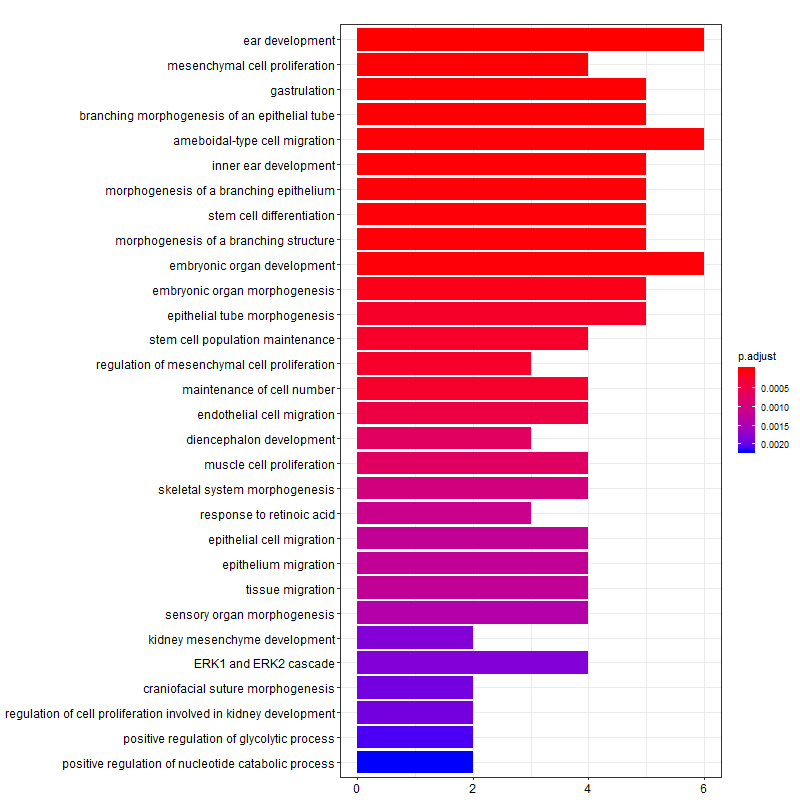 ear development
mesenchymal cell proliferation
gastrulation
branching morphogenesis of an epithelial tube
ameboidal-type cell migration
inner ear development
morphogenesis of a branching epithelium
stem cell differentiation
morphogenesis of a branching structure
embryonic organ development
embryonic organ morphogenesis
epithelial tube morphogenesis
stem cell population maintenance
regulation of mesenchymal cell proliferation
maintenance of cell number
endothelial cell migration
diencephalon development
muscle cell proliferation
skeletal system morphogenesis
response to retinoic acid
epithelial cell migration
epithelium migration
tissue migration
sensory organ morphogenesis
kidney mesenchyme development
ERK1 and ERK2 cascade
craniofacial suture morphogenesis
regulation of cell proliferation involved in kidney development
positive regulation of glycolytic process
positive regulation of nucleotide catabolic process
0 2 4 6
p.adjust
0.0005
0.0010
0.0015
0.0020